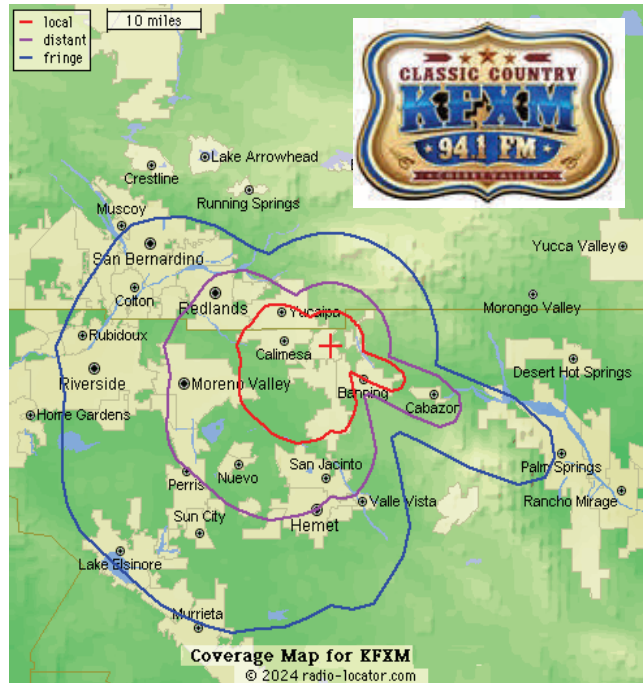 local
distant
fringe
10 miles
CLASSIC COUNTRY
KFXM
94.1 FM
CHERRY VALLEY
Lake Arrowhead
Crestline
Running Springs
Muscoy
San Bernardino
Yucca Valley
Colton
Redlands
Yucaipa
Morongo Valley
Rubidoux
Calimesa
Riverside
Moreno Valley
Banning
Desert Hot Springs
Cabazon
Home Gardens
Nuevo
San Jacinto
Palm Springs
Perris
Rancho Mirage
Valle Vista
Sun City
Hemet
Lake Elsinore
Murrieta
Coverage Map for KFXM
© 2024 radio-locator.com